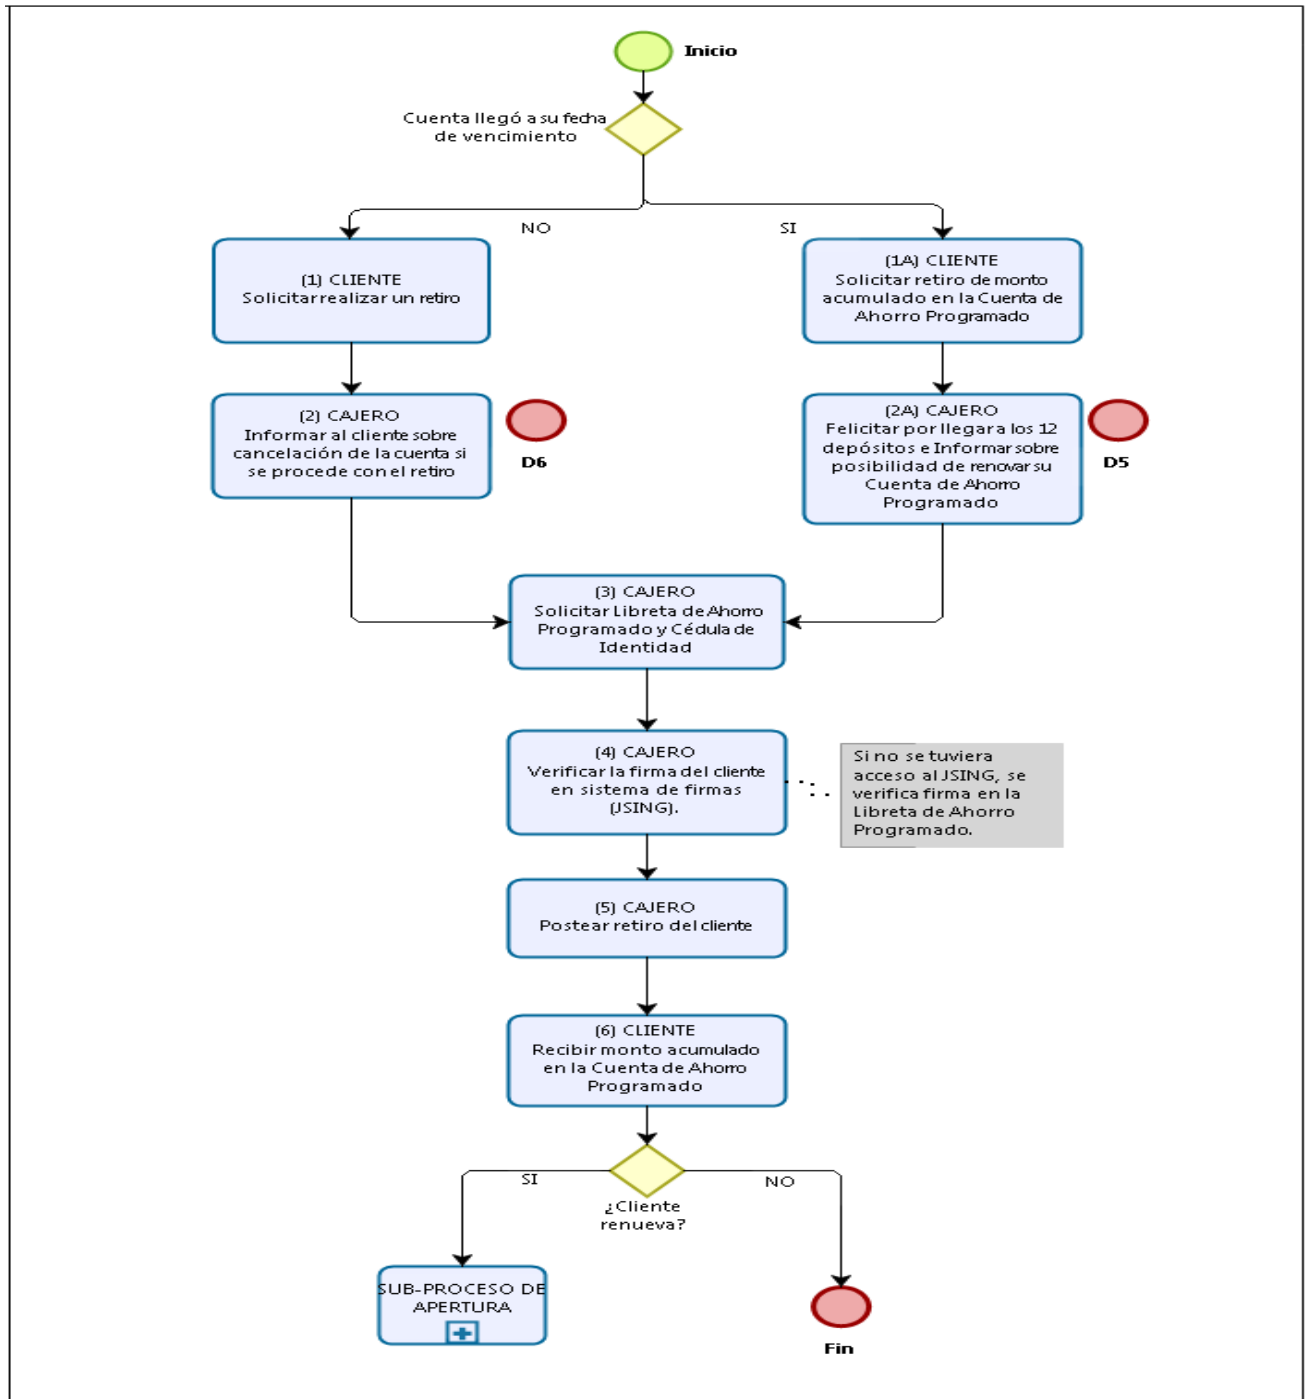 Inicio
Cuenta llegó a su fecha
de vencimiento
NO
SI
(1) CLIENTE
Solicitar realizar un retiro
(1A) CLIENTE
Solicitar retiro de monto
acumulado en la Cuenta de
Ahorro Programado
(2) CAJERO
Informar al cliente sobre
cancelación de la cuenta si
se procede con el retiro
D6
(2A) CAJERO
Felicitar por llegar a los 12
depósitos e Informar sobre
posibilidad de renovar su
Cuenta de Ahorro
Programado
D5
(3) CAJERO
Solicitar Libreta de Ahorro
Programado y Cédula de
Identidad
(4) CAJERO
Verificar la firma del cliente
en sistema de firmas
(JSING).
Si no se tuviera
acceso al JSING, se
verifica firma en la
Libreta de Ahorro
Programado.
(5) CAJERO
Postear retiro del cliente
(6) CLIENTE
Recibir monto acumulado
en la Cuenta de Ahorro
Programado
SI
NO
¿Cliente
renueva?
SUB-PROCESO DE
APERTURA
Fin